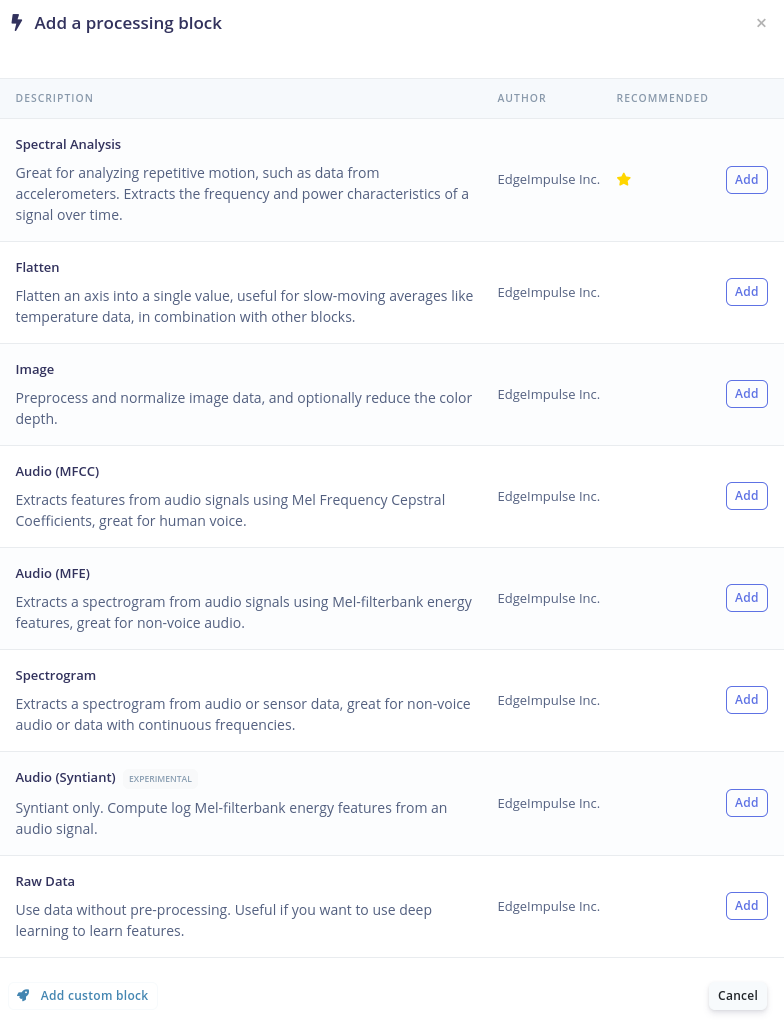 Add a processing block
×
DESCRIPTION AUTHOR RECOMMENDED
Spectral Analysis
Great for analyzing repetitive motion, such as data from
accelerometers. Extracts the frequency and power characteristics of a
signal over time.
EdgeImpulse Inc.
Add
Flatten
Flatten an axis into a single value, useful for slow-moving averages like
temperature data, in combination with other blocks.
EdgeImpulse Inc.
Add
Image
Preprocess and normalize image data, and optionally reduce the color
depth.
EdgeImpulse Inc.
Add
Audio (MFCC)
Extracts features from audio signals using Mel Frequency Cepstral
Coefficients, great for human voice.
EdgeImpulse Inc.
Add
Audio (MFE)
Extracts a spectrogram from audio signals using Mel-filterbank energy
features, great for non-voice audio.
EdgeImpulse Inc.
Add
Spectrogram
Extracts a spectrogram from audio or sensor data, great for non-voice
audio or data with continuous frequencies.
EdgeImpulse Inc.
Add
Audio (Syntiant) EXPERIMENTAL
Syntiant only. Compute log Mel-filterbank energy features from an
audio signal.
EdgeImpulse Inc.
Add
Raw Data
Use data without pre-processing. Useful if you want to use deep
learning to learn features.
EdgeImpulse Inc.
Add
Add custom block
Cancel